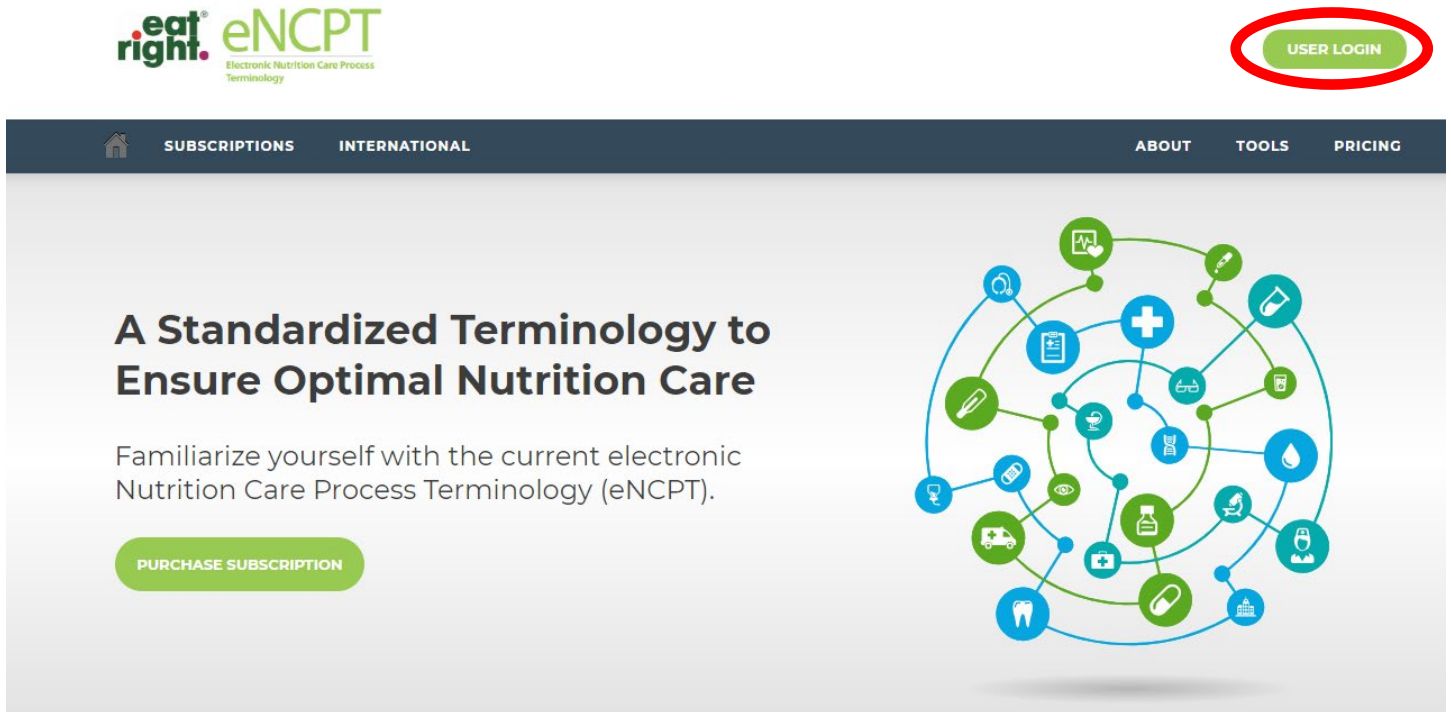 eat®
right.
eNCPT
Electronic Nutrition Care Process
Terminology
USER LOGIN
SUBSCRIPTIONS
INTERNATIONAL
ABOUT
TOOLS
PRICING
A Standardized Terminology to
Ensure Optimal Nutrition Care
Familiarize yourself with the current electronic
Nutrition Care Process Terminology (eNCPT).
PURCHASE SUBSCRIPTION